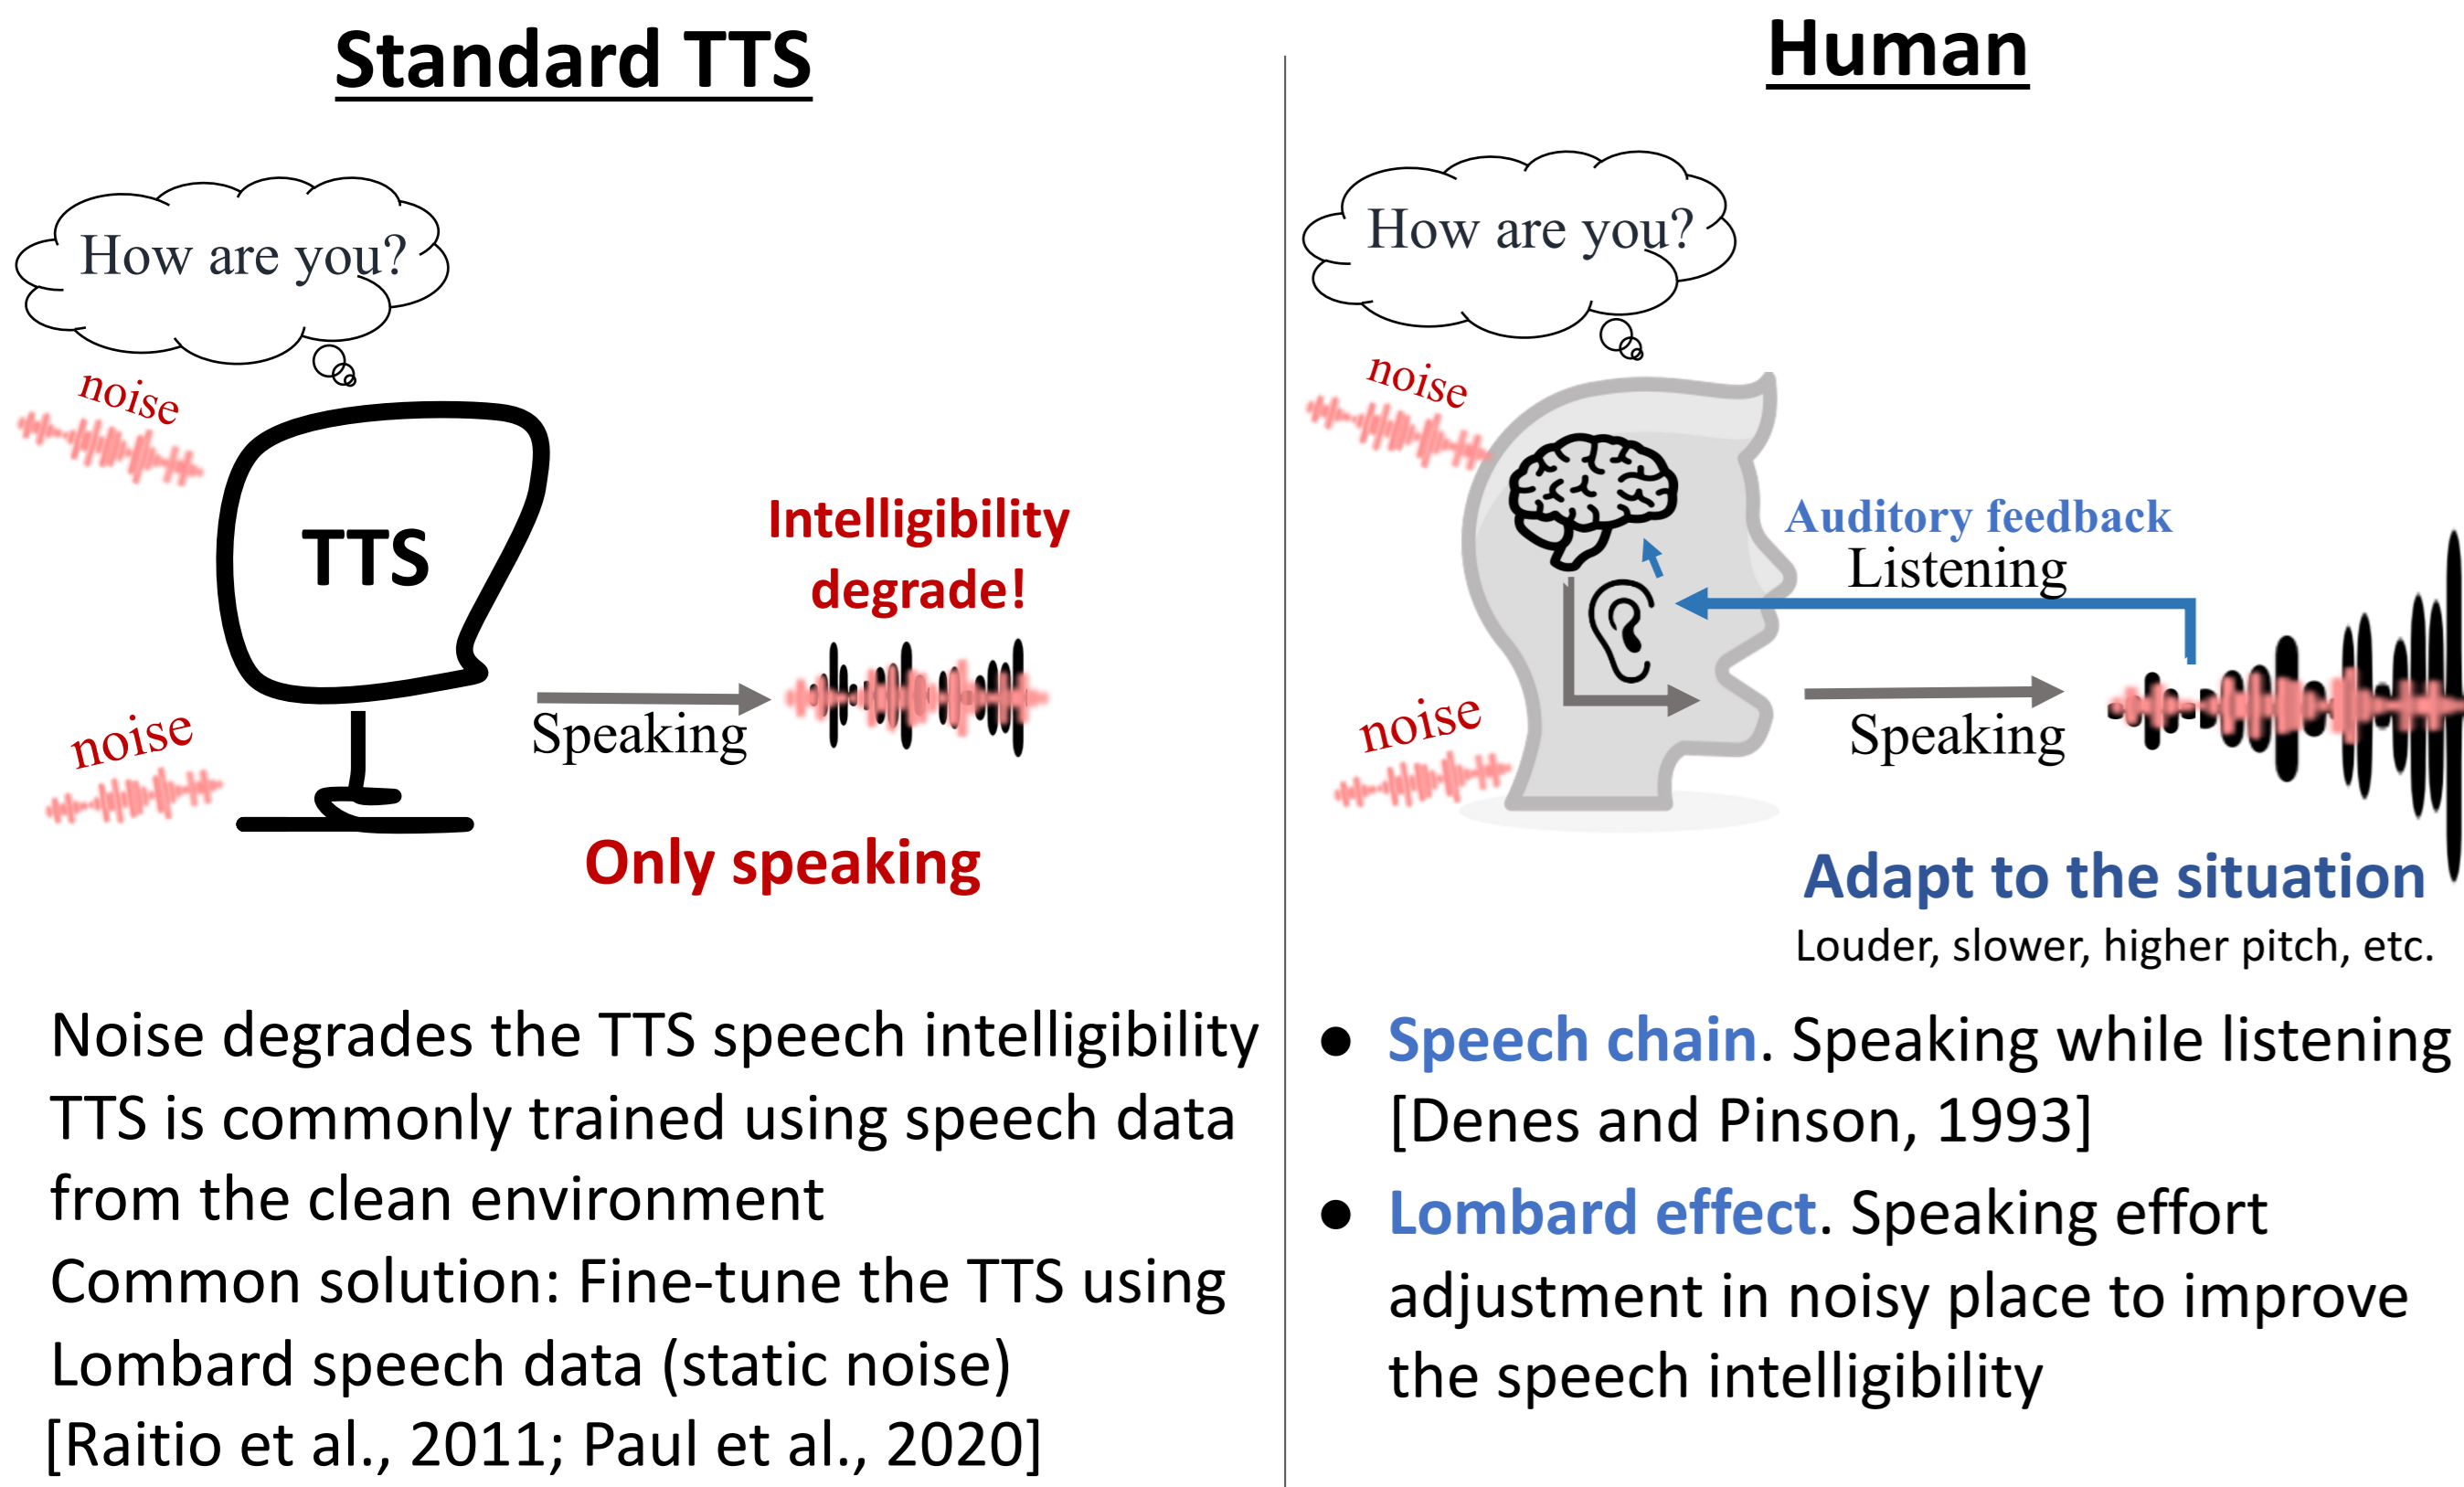 Standard TTS
How are you?
noise
TTS
Intelligibility
degrade!
Speaking
noise
Only speaking
Noise degrades the TTS speech intelligibility
TTS is commonly trained using speech data
from the clean environment
Common solution: Fine-tune the TTS using
Lombard speech data (static noise)
[Raitio et al., 2011; Paul et al., 2020]
Human
How are you?
noise
Auditory feedback
Listening
noise
Speaking
Adapt to the situation
Louder, slower, higher pitch, etc.
● Speech chain. Speaking while listening
[Denes and Pinson, 1993]
● Lombard effect. Speaking effort
adjustment in noisy place to improve
the speech intelligibility